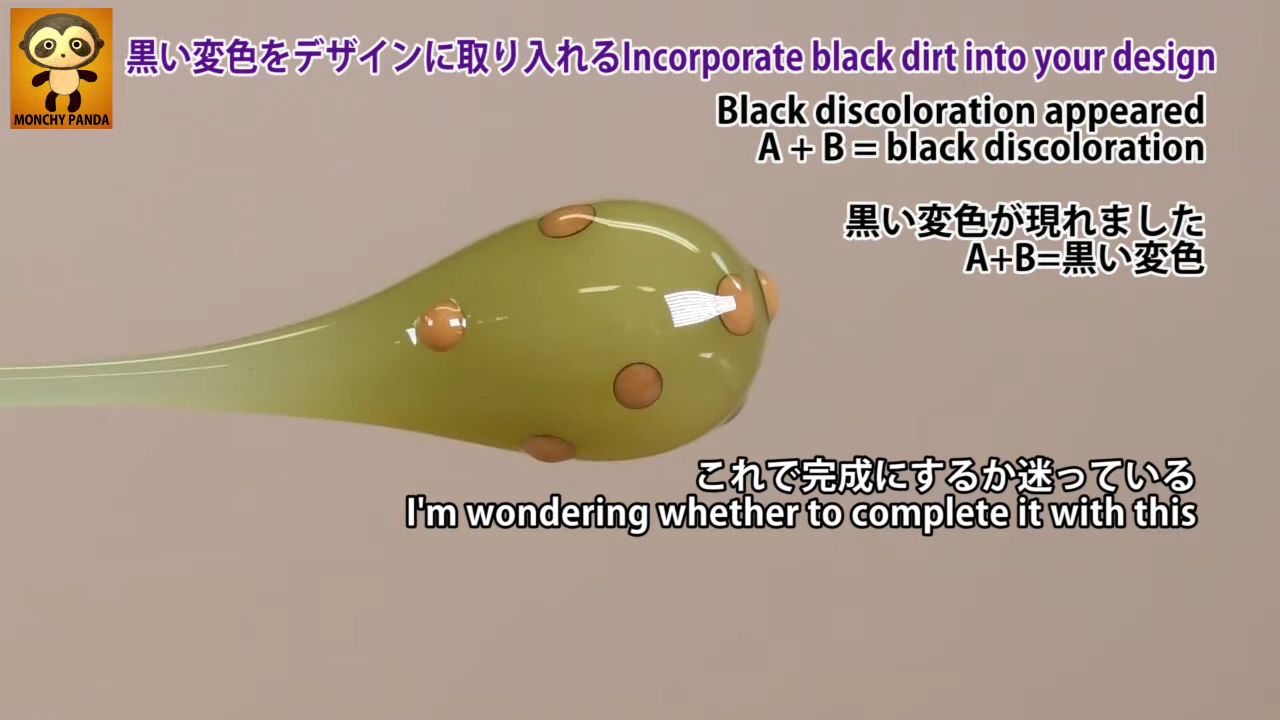 MONCHY PANDA
黒い変色をデザインに取り入れるIncorporate black dirt into your design
Black discoloration appeared
A + B = black discoloration
黒い変色が現れました
A+B=黒い変色
これで完成にするか迷っている
I'm wondering whether to complete it with this